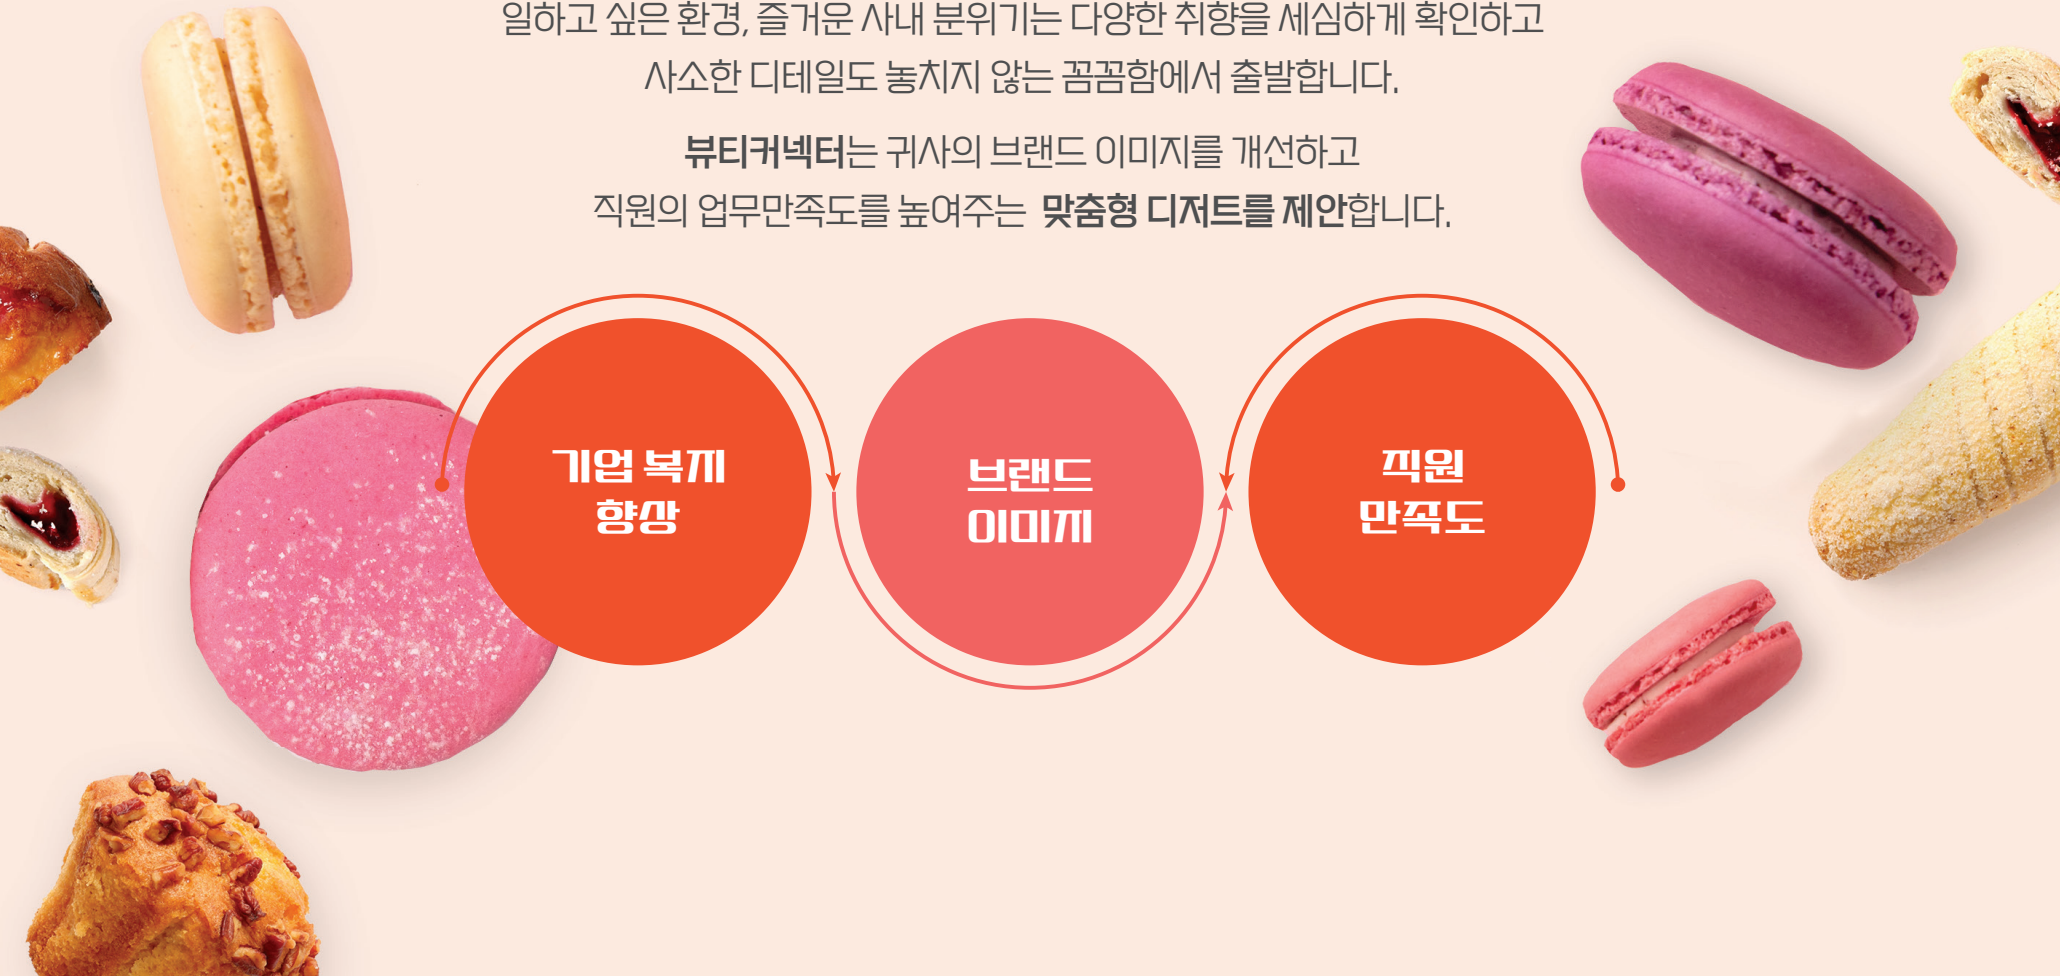 일하고 싶은 환경, 즐거운 사내 분위기는 다양한 취향을 세심하게 확인하고
사소한 디테일도 놓치지 않는 꼼꼼함에서 출발합니다.
뷰티커넥터는 귀사의 브랜드 이미지를 개선하고
직원의 업무만족도를 높여주는 맞춤형 디저트를 제안합니다.
기업 복지
향상
브랜드
이미지
직원
만족도